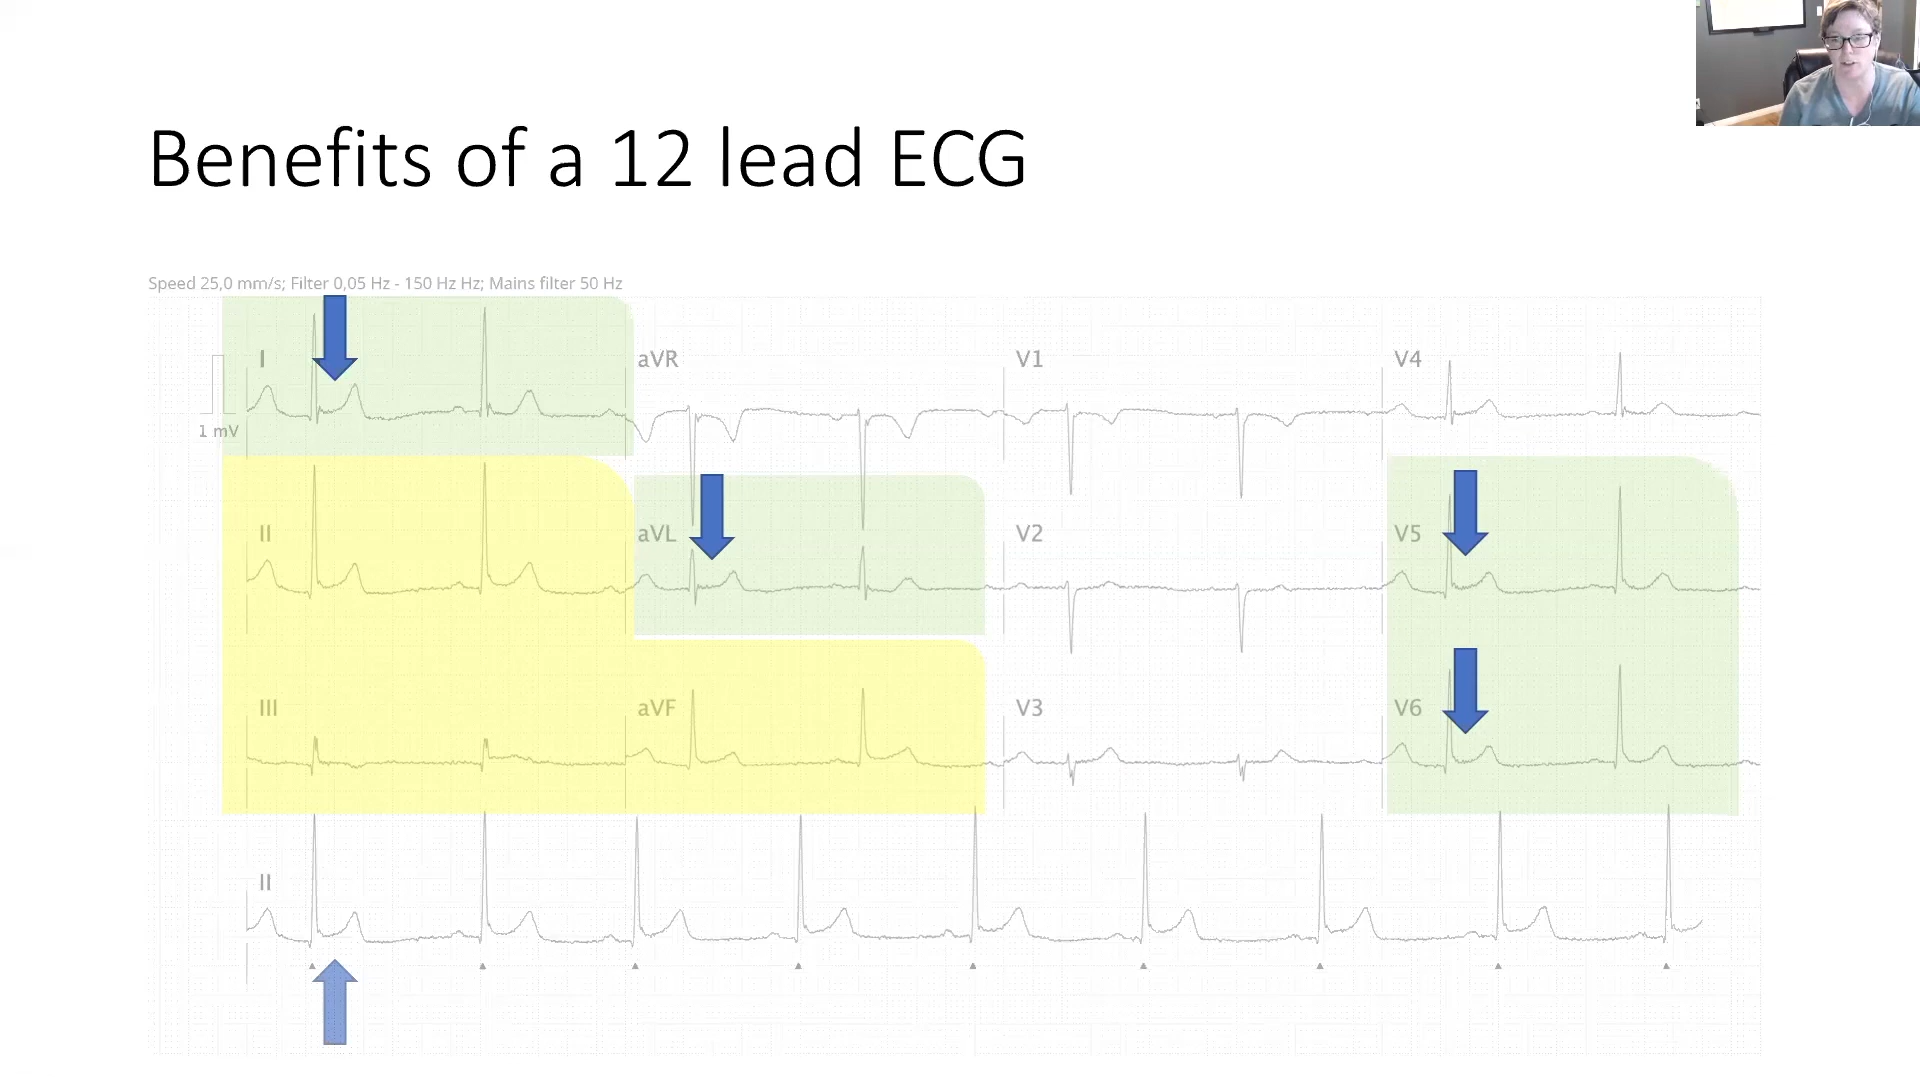 Benefits of a 12 lead ECG
Speed 25,0 mm/s; Filter 0,05 Hz - 150 Hz Hz; Mains filter 50 Hz
I
aVR
V1
V4
1 mV
II
aVL
V2
V5
III
aVF
V3
V6
II